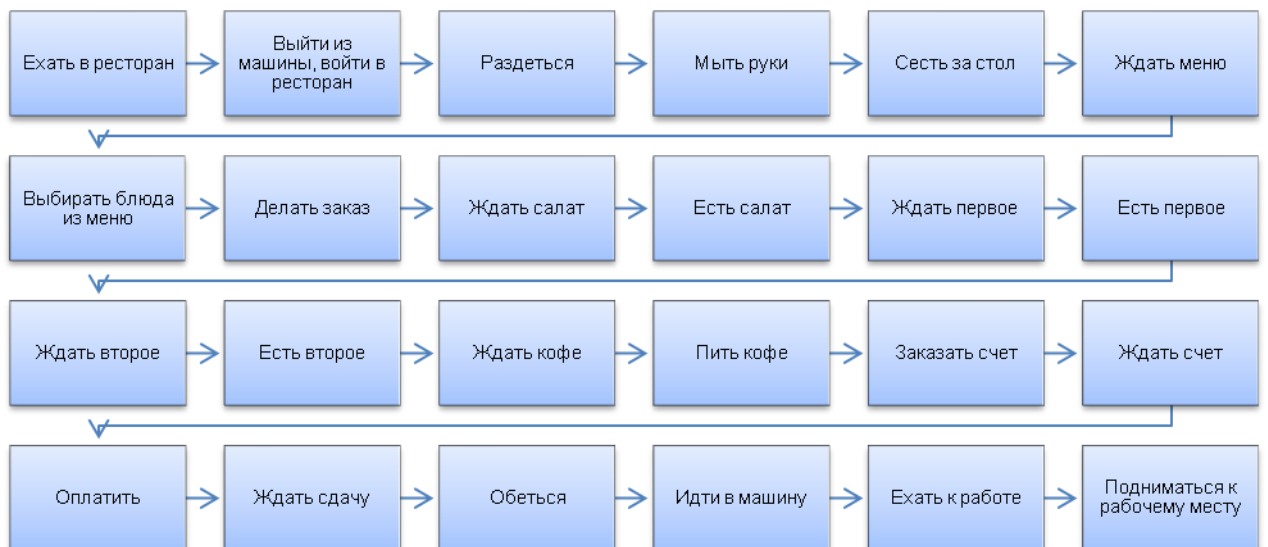 Ехать в ресторан
Выйти из
машины, войти в
ресторан
Раздеться
Мыть руки
Сесть за стол
Ждать меню
Выбирать блюда
из меню
Делать заказ
Ждать салат
Есть салат
Ждать первое
Есть первое
Ждать второе
Есть второе
Ждать кофе
Пить кофе
Заказать счет
Ждать счет
Оплатить
Ждать сдачу
Обеться
Идти в машину
Ехать к работе
Подниматься к
рабочему месту